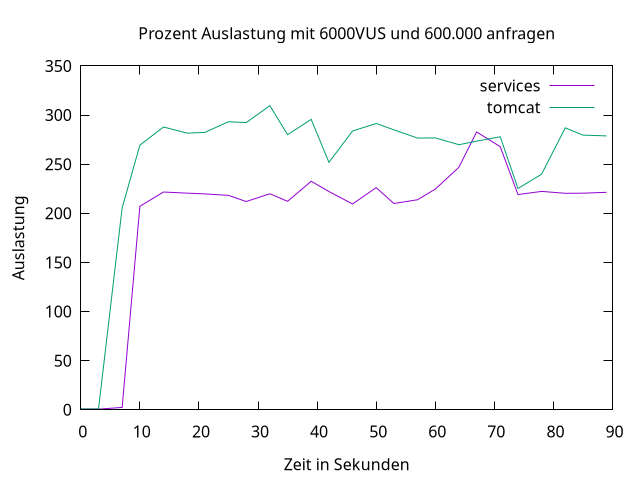 Prozent Auslastung mit 6000VUS und 600.000 anfragen
350
300
250
200
150
100
50
0
Auslastung
services
tomcat
0 10 20 30 40 50 60 70 80 90
Zeit in Sekunden